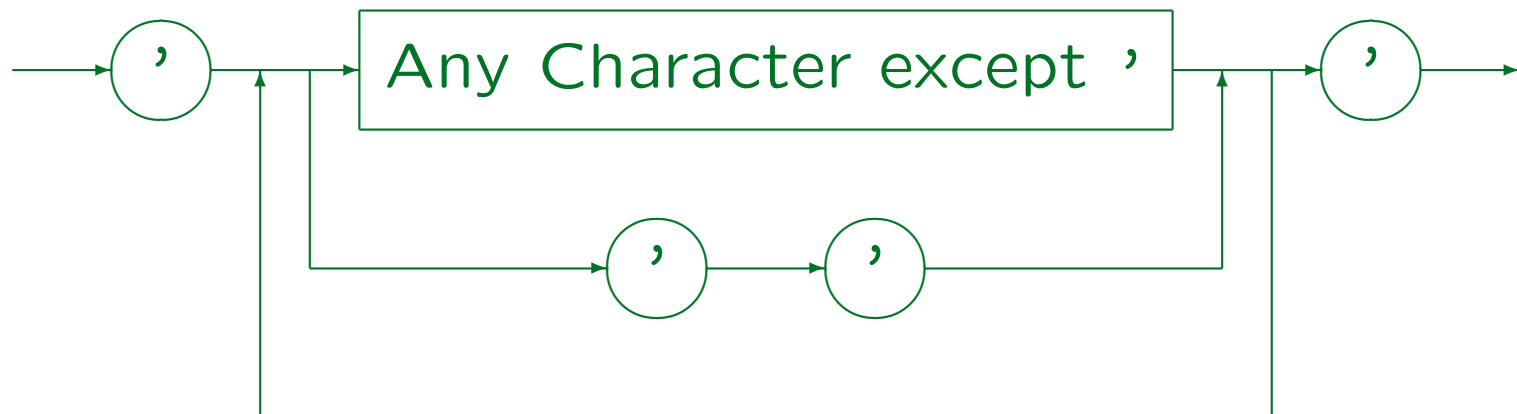 ’ Any Character except ’ ’
’ ’